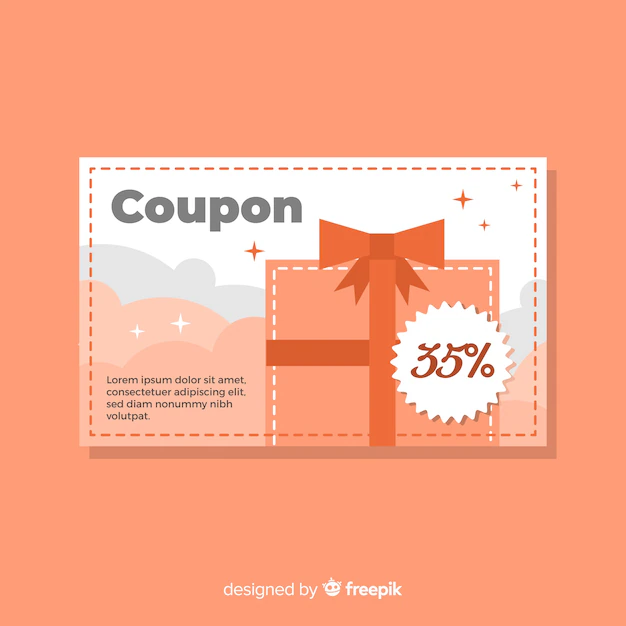 Coupon
35%
Lorem ipsum dolor sit amet,
consectetuer adipiscing elit,
sed diam nonummy nibh
volutpat.
designed by freepik